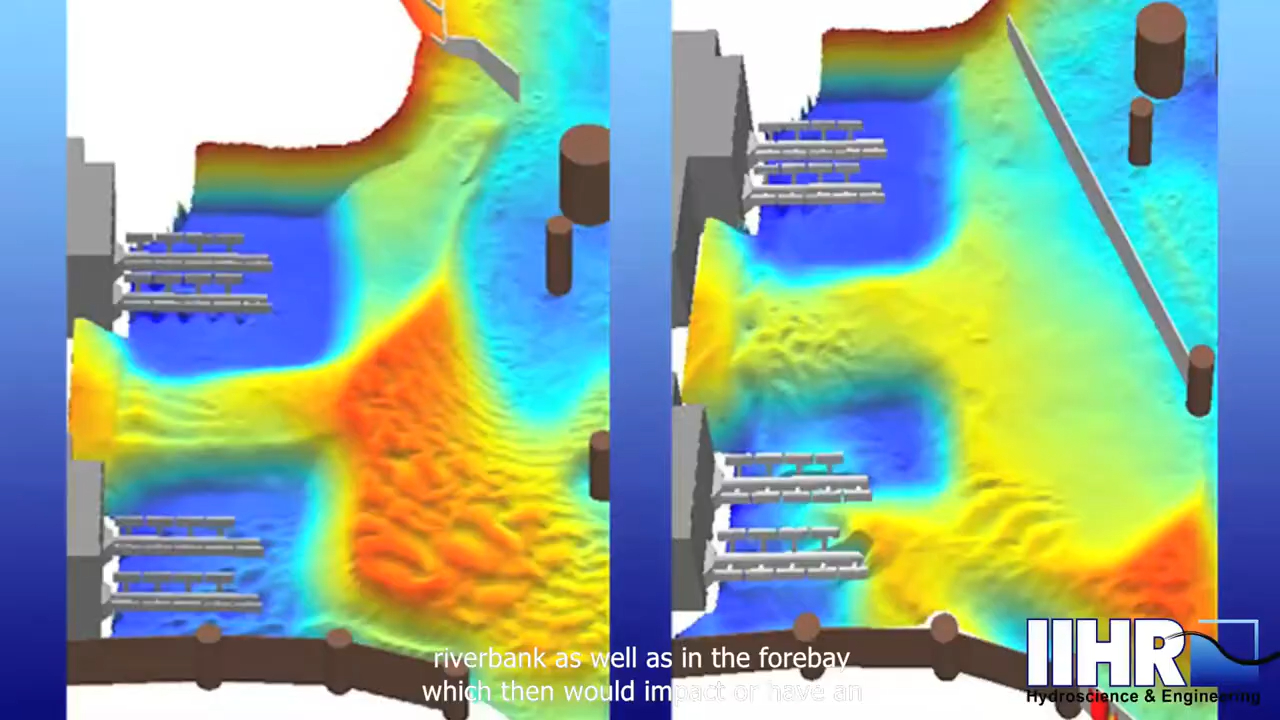 riverbank as well as in the forebay
which then would impact or have an
IIHR
Hydroscience & Engineering